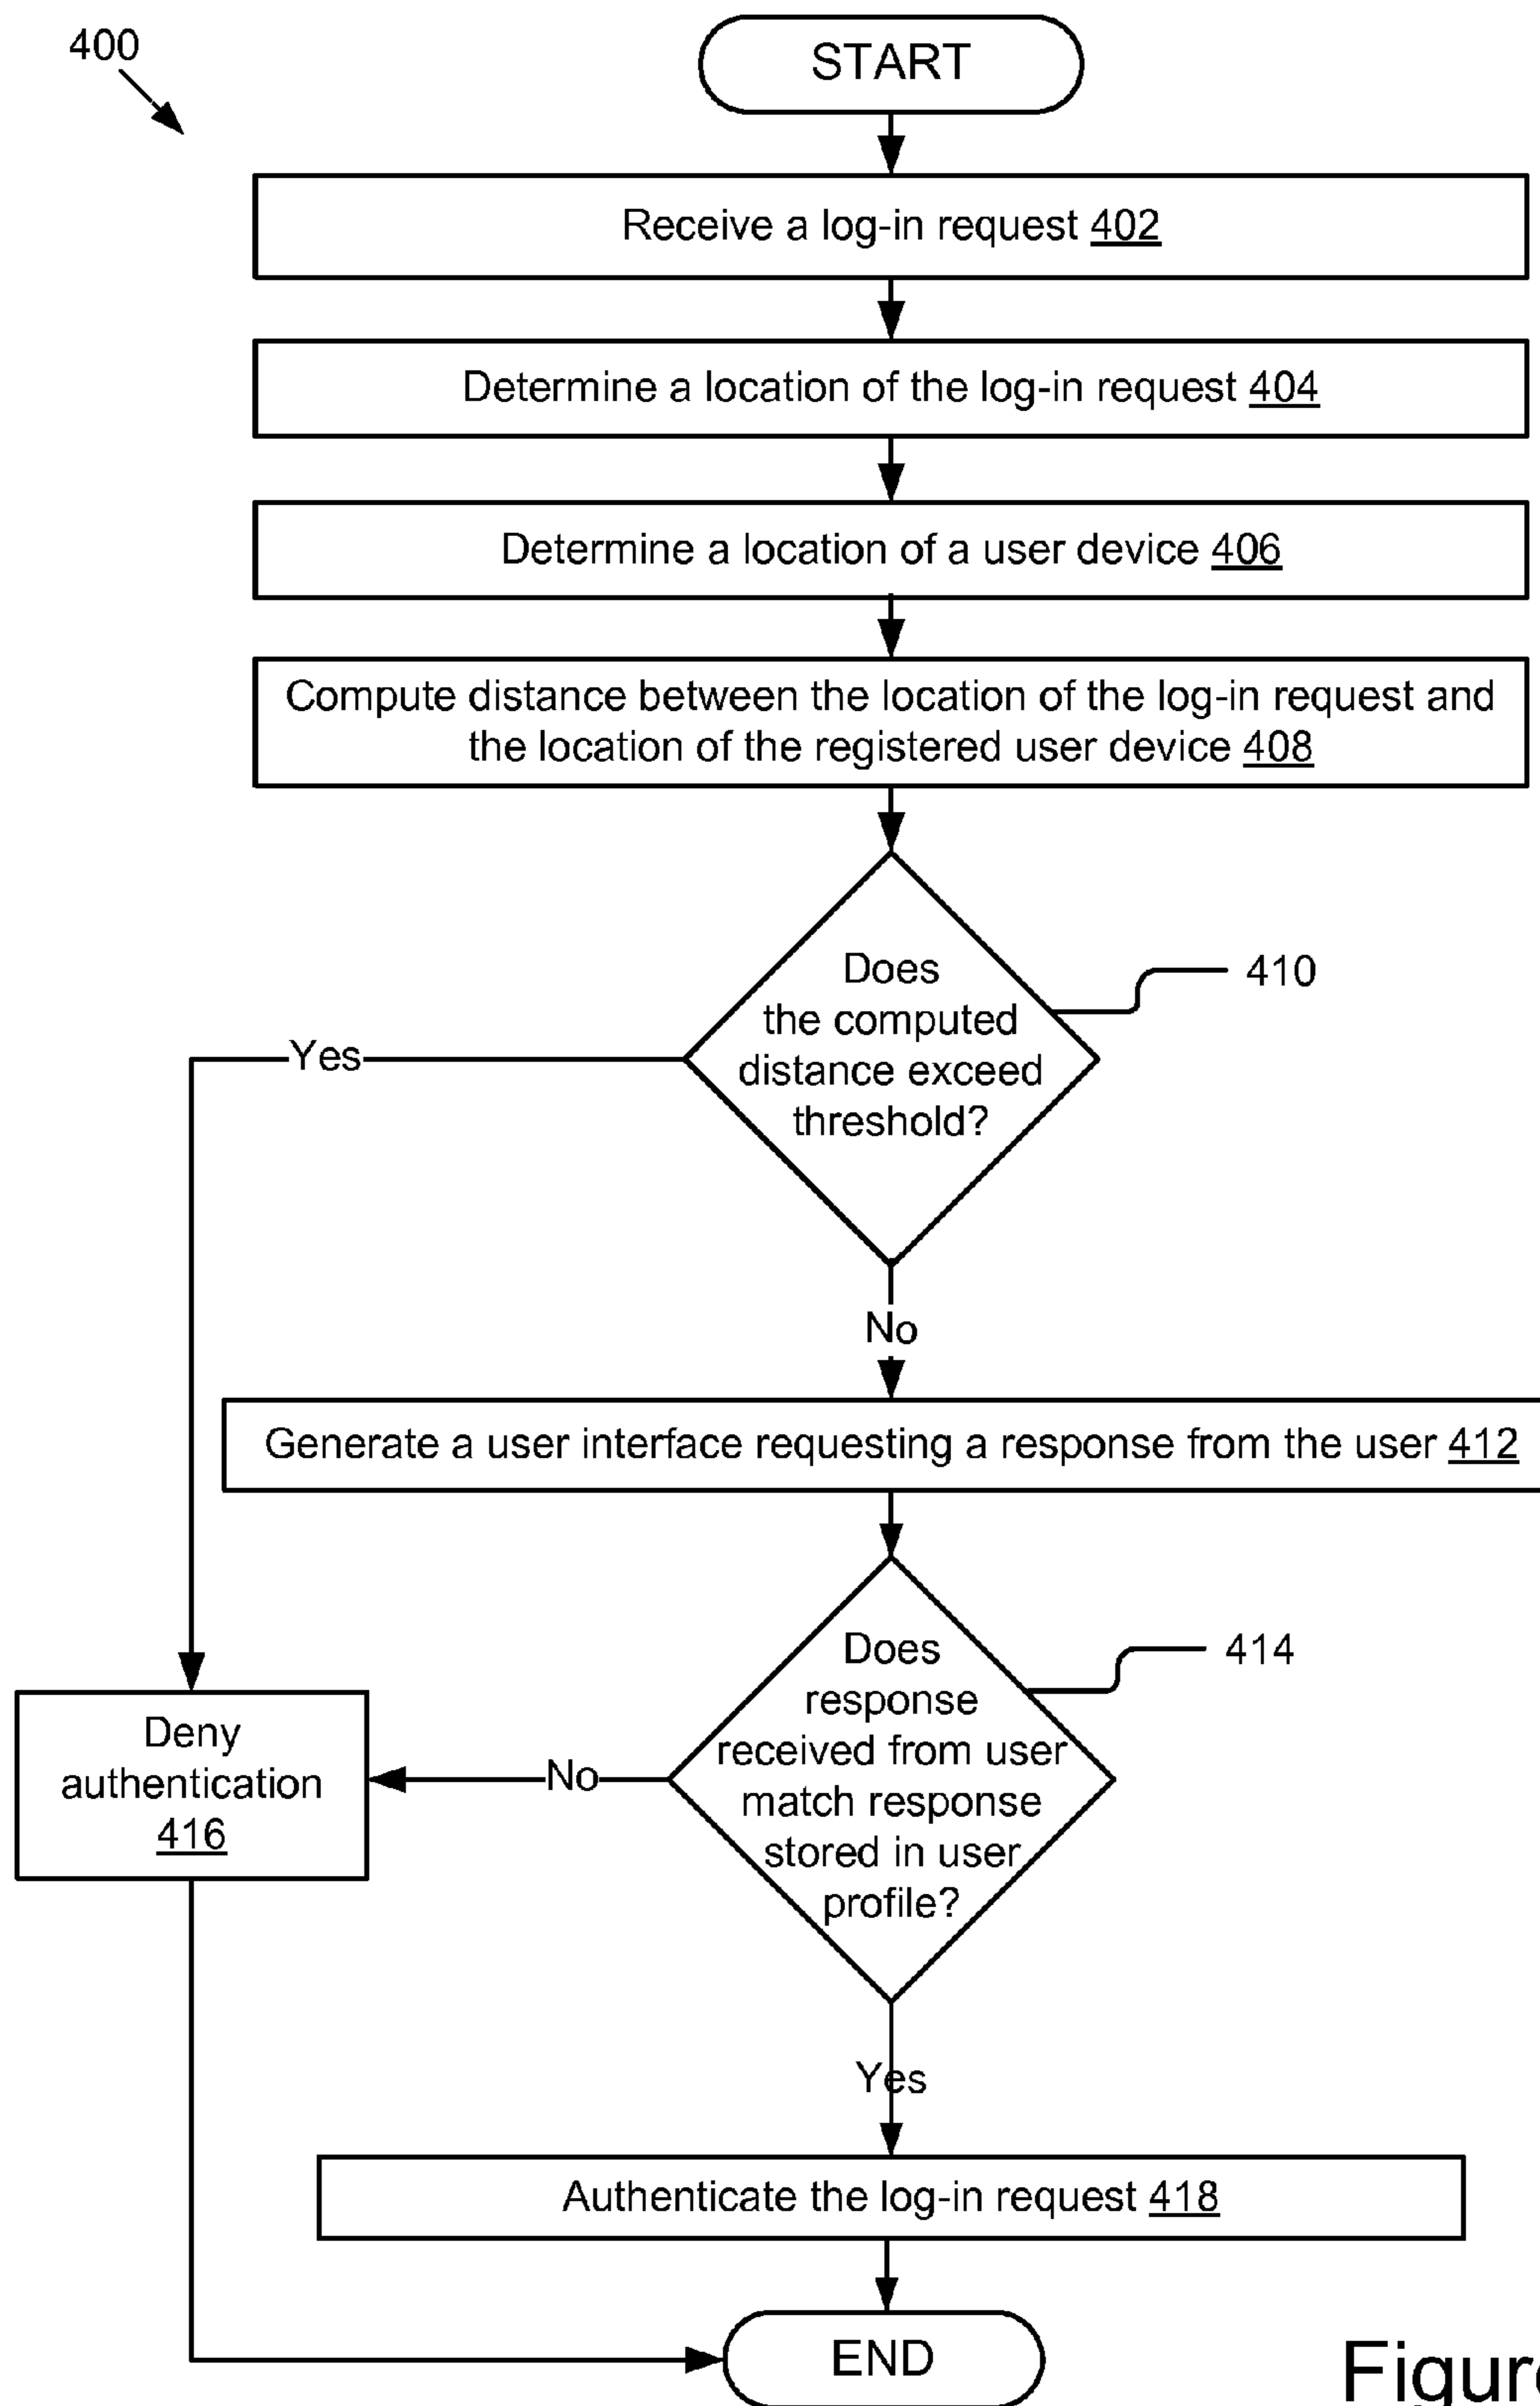 400
START
Receive a log-in request 402
Determine a location of the log-in request 404
Determine a location of a user device 406
Compute distance between the location of the log-in request and
the location of the registered user device 408
Does
the computed
distance exceed
threshold?
410
Yes
No
Generate a user interface requesting a response from the user 412
Does
response
received from user
match response
stored in user
profile?
414
Deny
authentication
416
No
Yes
Authenticate the log-in request 418
END